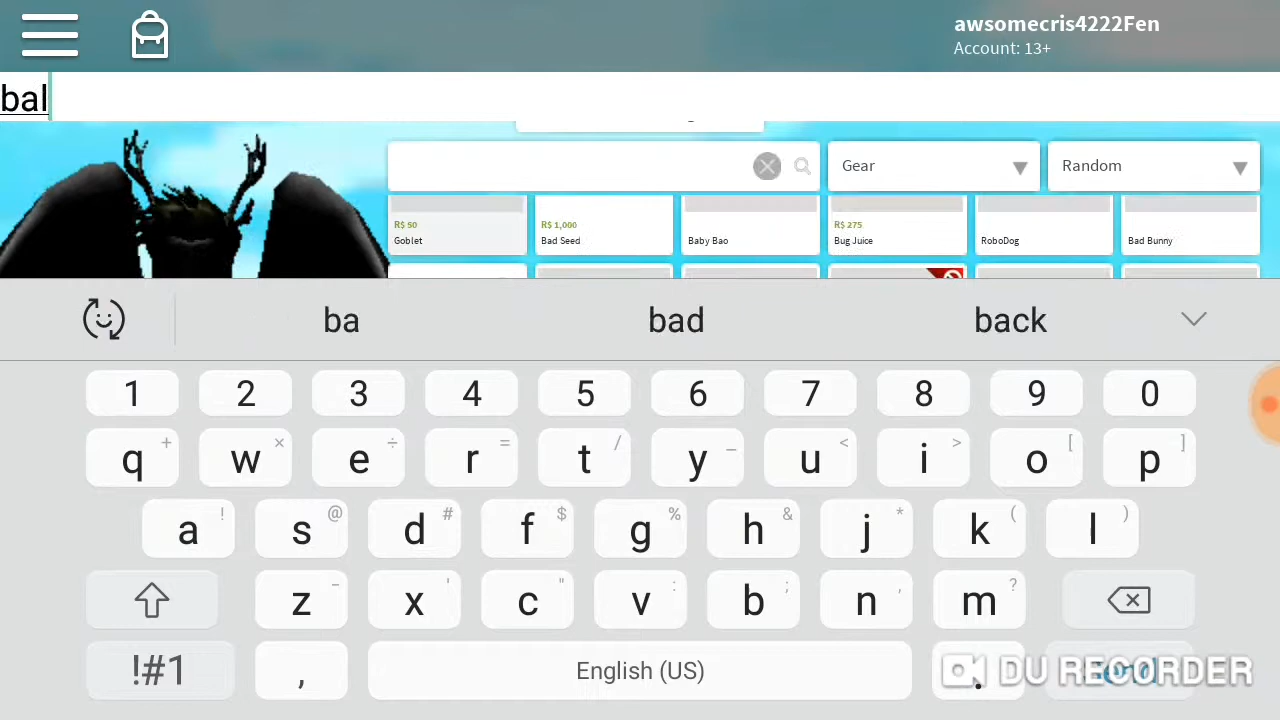 awsomecris4222Fen
Account: 13+
bal
Gear
Random
R$ 50
Goblet
R$ 1,000
Bad Seed
Baby Bao
R$ 275
Bug Juice
RoboDog
Bad Bunny
ba
bad
back
1 2 3 4 5 6 7 8 9 0
q + w × e ÷ r = t / y _ u < i > o [ p ]
a ! s @ d # f $ g % h & j * k ( l )
z - x ' c " v : b ; n , m ?
!#1 , English (US) .
DU RECORDER